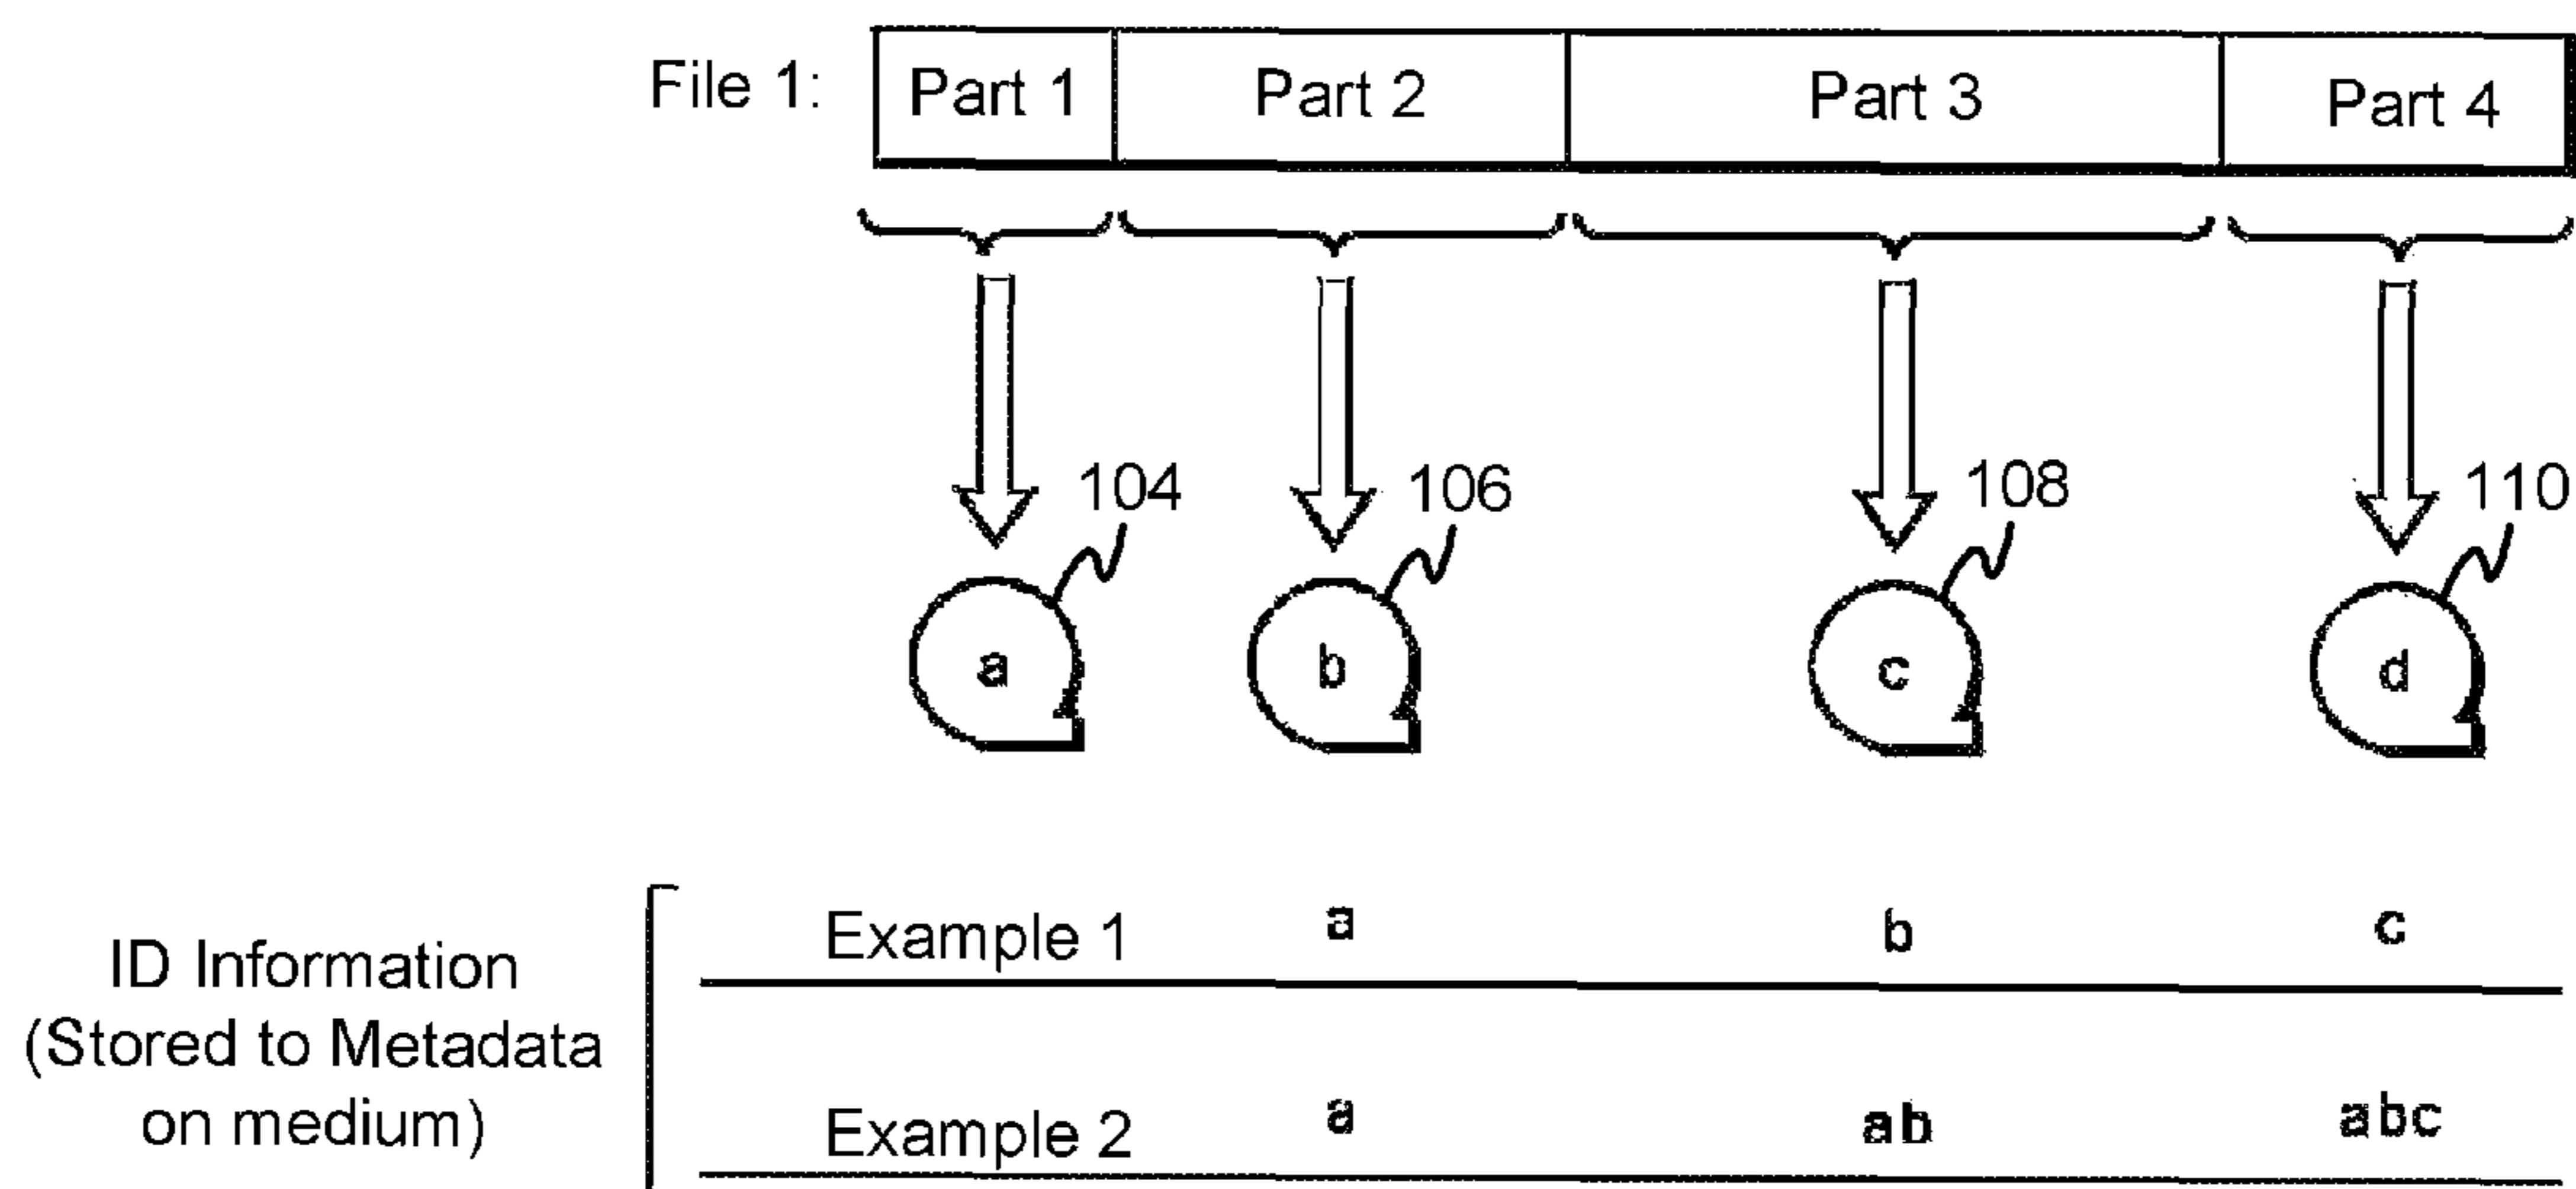 File 1: Part 1 Part 2 Part 3 Part 4
104 106 108 110
a b c d
Example 1 a b c
ID Information
(Stored to Metadata
on medium)
Example 2 a ab abc